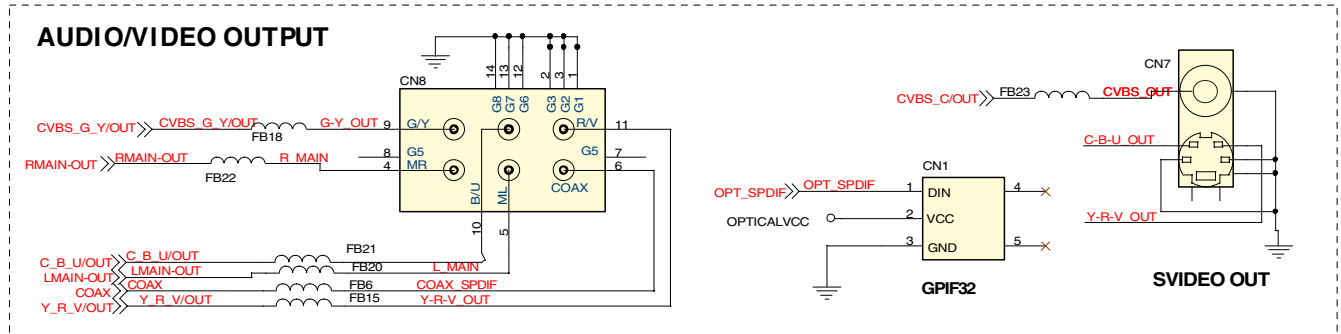 AUDIO/VIDEO OUTPUT
CN8
14
13
12
2
3
1
G8
G7
G6
G3
G2
G1
CVBS_G_Y/OUT
CVBS_G_Y/OUT
FB18
G-Y_OUT
9
G/Y
R/V
11
8
G5
G5
7
RMAIN-OUT
RMAIN-OUT
FB22
R_MAIN
4
MR
6
COAX
B/U
ML
10
5
C_B_U/OUT
C_B_U/OUT
FB21
LMAIN-OUT
LMAIN-OUT
FB20
L_MAIN
COAX
COAX
FB6
COAX_SPDIF
Y_R_V/OUT
Y_R_V/OUT
FB15
Y-R-V_OUT
CN7
CVBS_C/OUT
FB23
CVBS_OUT
C-B-U_OUT
Y-R-V_OUT
SVIDEO OUT
CN1
OPT_SPDIF
OPT_SPDIF
1
DIN
4
OPTICALVCC
2
VCC
3
GND
5
GPIF32